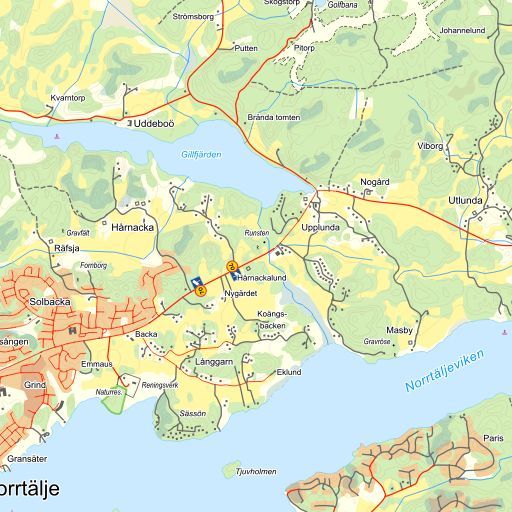 Skogstorp
Golfbana
Strömsborg
Johannelund
Putten
Pitorp
Kvarntorp
Uddeboö
Brända tomten
Gillfjärden
Viborg
Nogård
Utlunda
Gravfält
Hårnacka
Runsten
Upplunda
Råfsja
Fornborg
Hårnackalund
Solbacka
Nygärdet
Koängs-
backen
Masby
Backa
Gravröse
sången
Emmaus
Långgarn
Norrtäljeviken
Eklund
Grind
Naturres.
Reningsverk
Sässön
Paris
Gransäter
Tjuvholmen
orrtälje